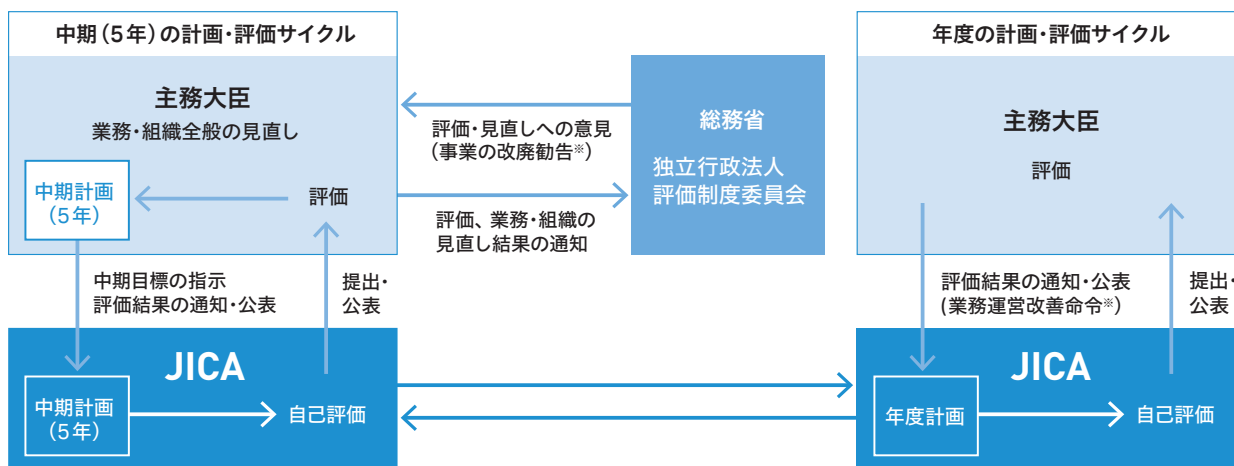 中期(5年)の計画・評価サイクル
主務大臣
業務・組織全般の見直し
中期計画
(5年)
評価
中期目標の指示
評価結果の通知・公表
提出・
公表
JICA
中期計画
(5年)
自己評価
評価・見直しへの意見
(事業の改廃勧告※)
評価、業務・組織の
見直し結果の通知
総務省
独立行政法人
評価制度委員会
年度の計画・評価サイクル
主務大臣
評価
評価結果の通知・公表
(業務運営改善命令※)
提出・
公表
JICA
年度計画
自己評価